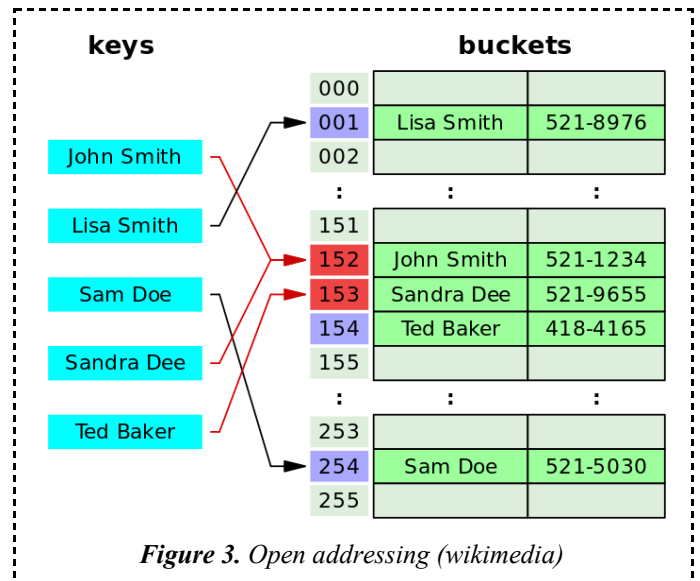 keys buckets
000
001 Lisa Smith 521-8976
John Smith 002
: : :
Lisa Smith 151
152 John Smith 521-1234
Sam Doe 153 Sandra Dee 521-9655
154 Ted Baker 418-4165
Sandra Dee 155
: : :
Ted Baker 253
254 Sam Doe 521-5030
255
Figure 3. Open addressing (wikimedia)